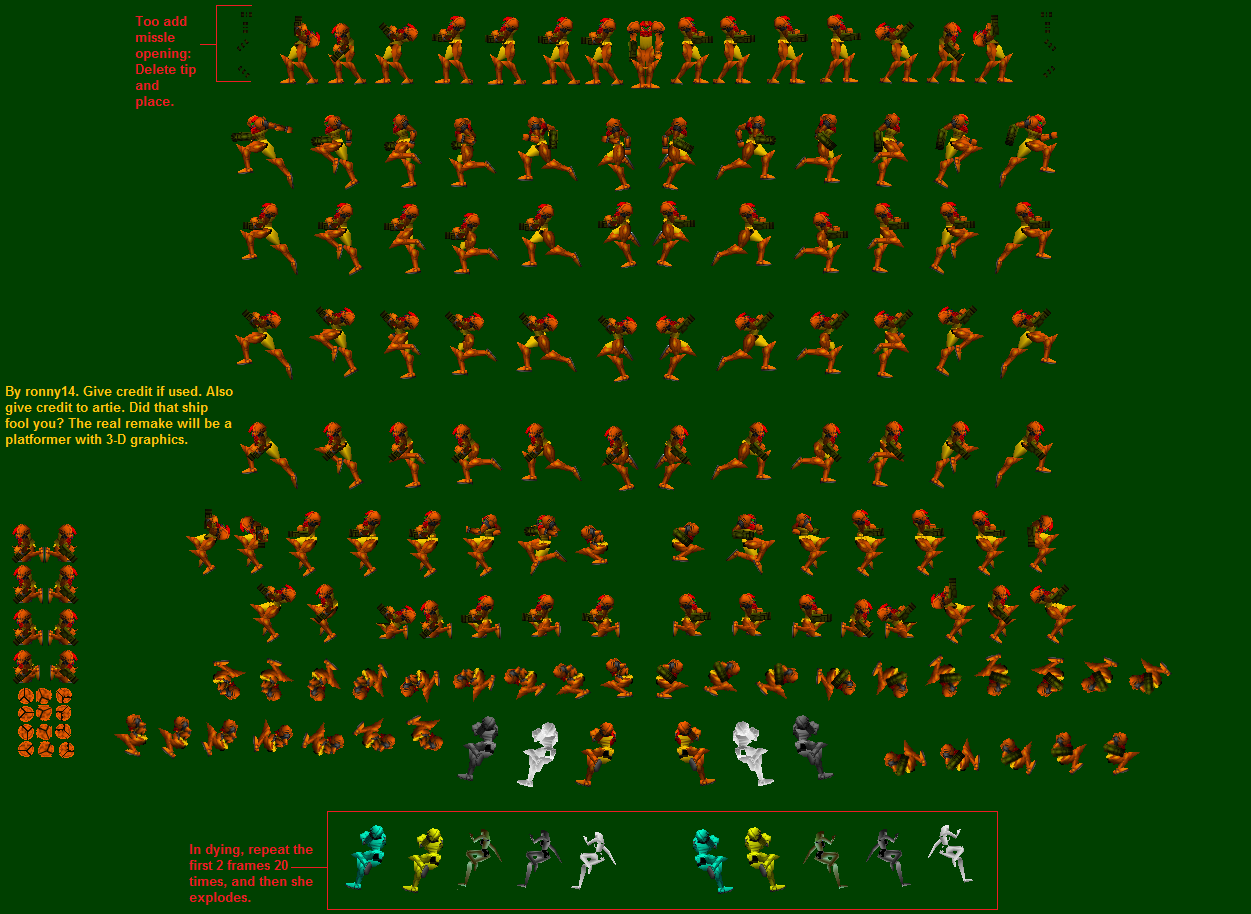 Too add
missle
opening:
Delete tip
and
place.
By ronny14. Give credit if used. Also
give credit to artie. Did that ship
fool you? The real remake will be a
platformer with 3-D graphics.
In dying, repeat the
first 2 frames 20
times, and then she
explodes.